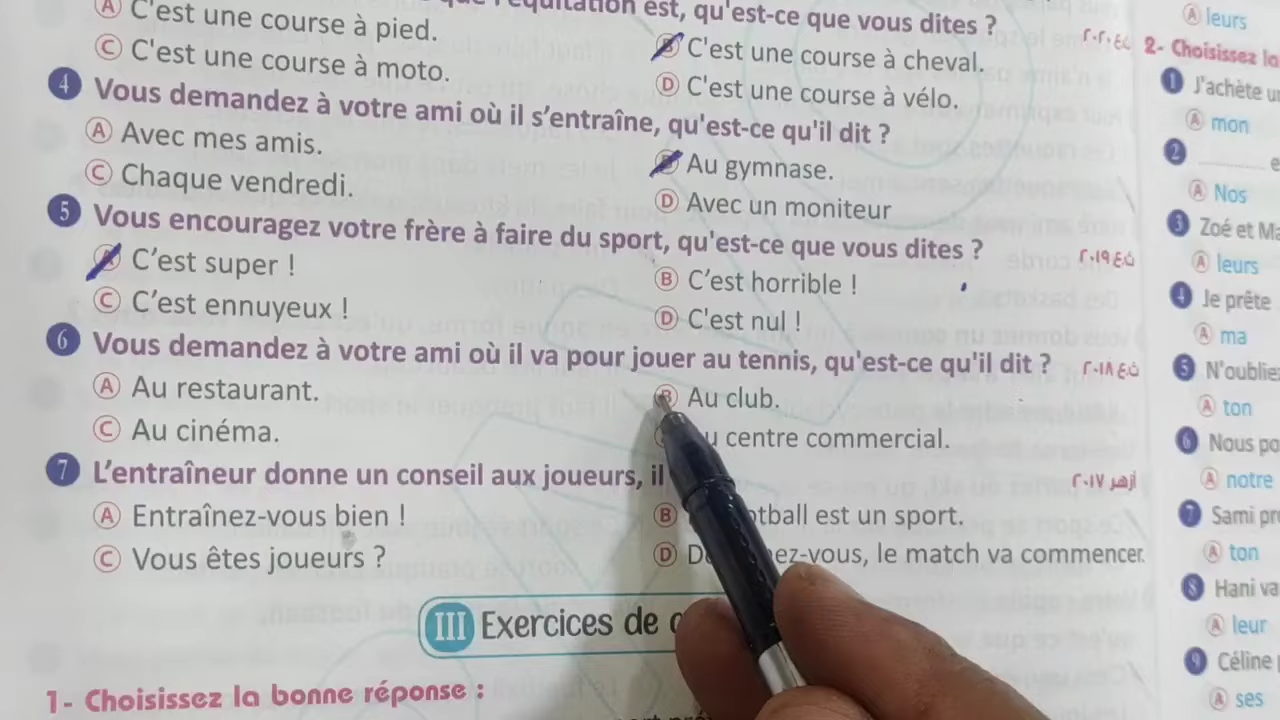 l'équitation est, qu'est-ce que vous dites ?
A C'est une course à pied.
B C'est une course à cheval.
C C'est une course à moto.
D C'est une course à vélo.
4 Vous demandez à votre ami où il s'entraîne, qu'est-ce qu'il dit ?
A Avec mes amis.
B Au gymnase.
C Chaque vendredi.
D Avec un moniteur
5 Vous encouragez votre frère à faire du sport, qu'est-ce que vous dites ?
A C'est super !
B C'est horrible !
C C'est ennuyeux !
D C'est nul !
6 Vous demandez à votre ami où il va pour jouer au tennis, qu'est-ce qu'il dit ?
A Au restaurant.
B Au club.
C Au cinéma.
centre commercial.
7 L'entraîneur donne un conseil aux joueurs, il
أزهر ٢٠١٧
A Entraînez-vous bien !
B est un sport.
C Vous êtes joueurs ?
D le match va commencer.
III Exercices de
1- Choisissez la bonne réponse :
A leurs
2- Choisissez la
1 J'achète
A mon
2
A Nos
3 Zoé et
A leurs
4 Je prête
A ma
5
A ton
6 Nous
A notre
7 Sami
A ton
8 Hani va
A leur
9 Céline
A ses